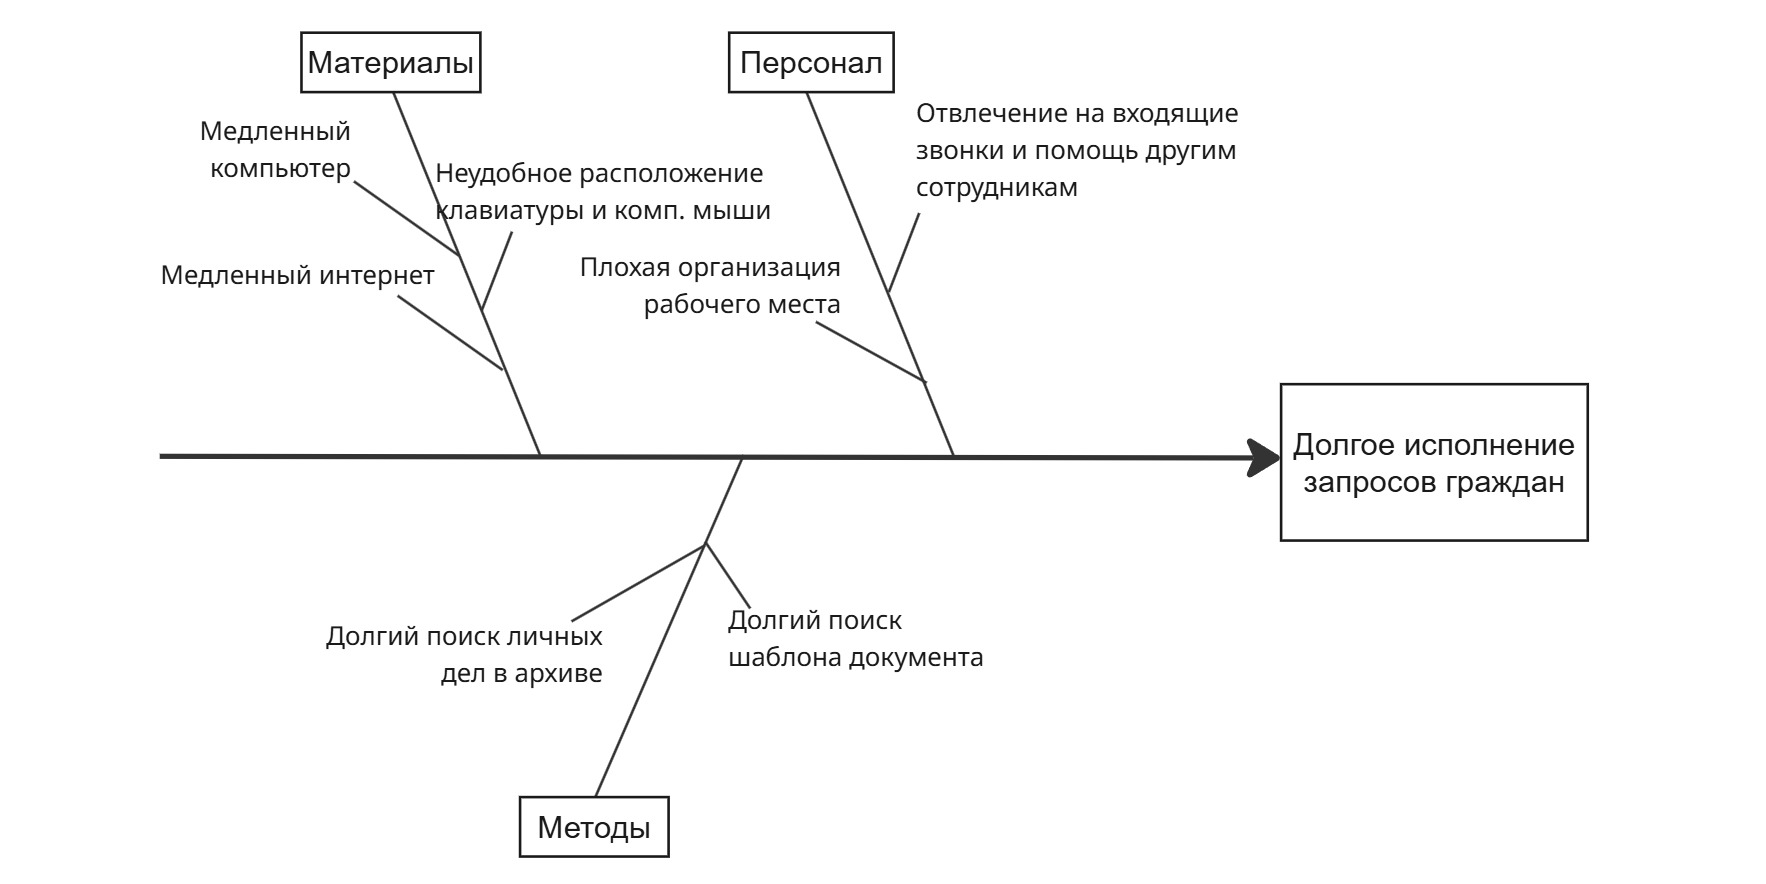 Материалы
Персонал
Медленный
компьютер
Неудобное расположение
клавиатуры и комп. мыши
Медленный интернет
Отвлечение на входящие
звонки и помощь другим
сотрудникам
Плохая организация
рабочего места
Долгое исполнение
запросов граждан
Долгий поиск личных
дел в архиве
Долгий поиск
шаблона документа
Методы